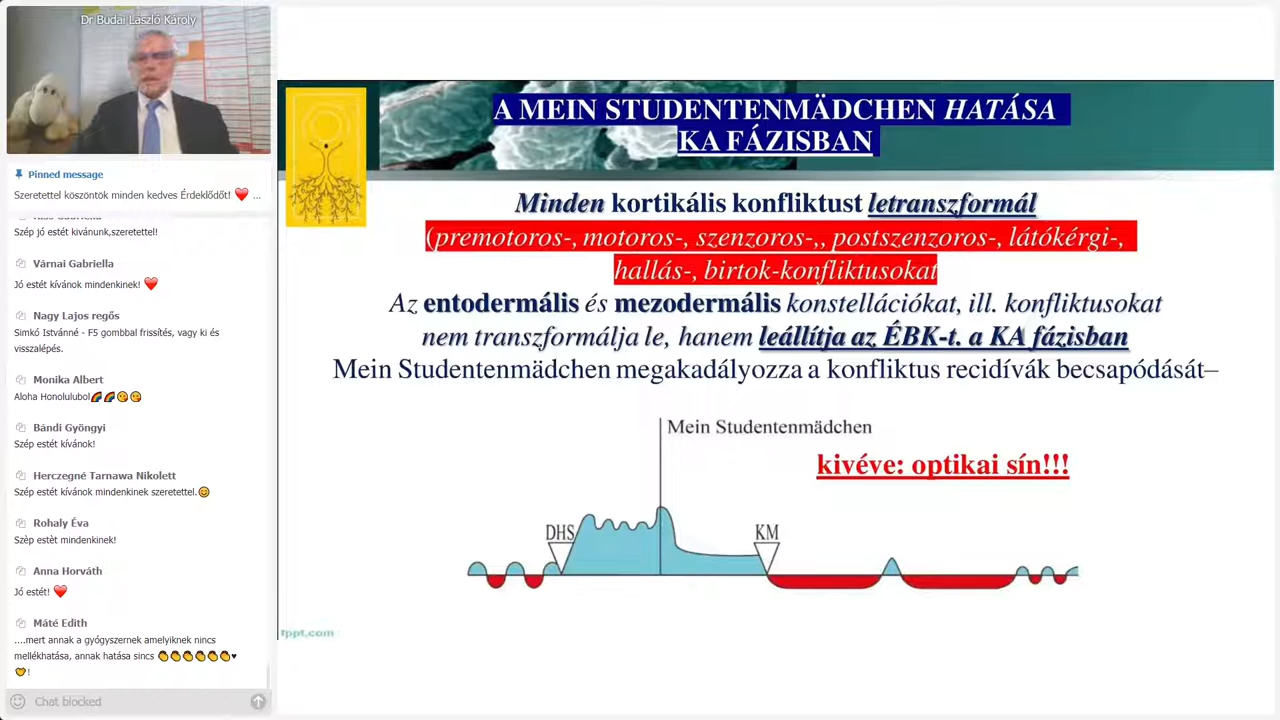 Dr Budai László Károly
Pinned message
Szeretettel köszöntök minden kedves Érdeklődőt! ❤️ ...
Szép jó estét kivánunk,szeretettel!
Várnai Gabriella
Jó estét kívánok mindenkinek! ❤️
Nagy Lajos regős
Simkó Istvánné - F5 gombbal frissítés, vagy ki és
visszalépés.
Monika Albert
Aloha Honolulubol🌈🌈😘😘
Bándi Gyöngyi
Szép estét kívánok!
Herczegné Tarnawa Nikolett
Szép estét kívánok mindenkinek szeretettel.😊
Rohaly Éva
Szèp estèt mindenkinek!
Anna Horváth
Jó estét! ❤️
Máté Edith
....mert annak a gyógyszernek amelyiknek nincs
mellékhatása, annak hatása sincs 👏👏👏👏👏👏♥
!
Chat blocked
A MEIN STUDENTENMÄDCHEN HATÁSA
KA FÁZISBAN
Minden kortikális konfliktust letranszformál
(premotoros-, motoros-, szenzoros-,, postszenzoros-, látókérgi-,
hallás-, birtok-konfliktusokat
Az entodermális és mezodermális konstellációkat, ill. konfliktusokat
nem transzformálja le, hanem leállítja az ÉBK-t. a KA fázisban
Mein Studentenmädchen megakadályozza a konfliktus recidívák becsapódását–
Mein Studentenmädchen
kivéve: optikai sín!!!
DHS
KM
fppt.com